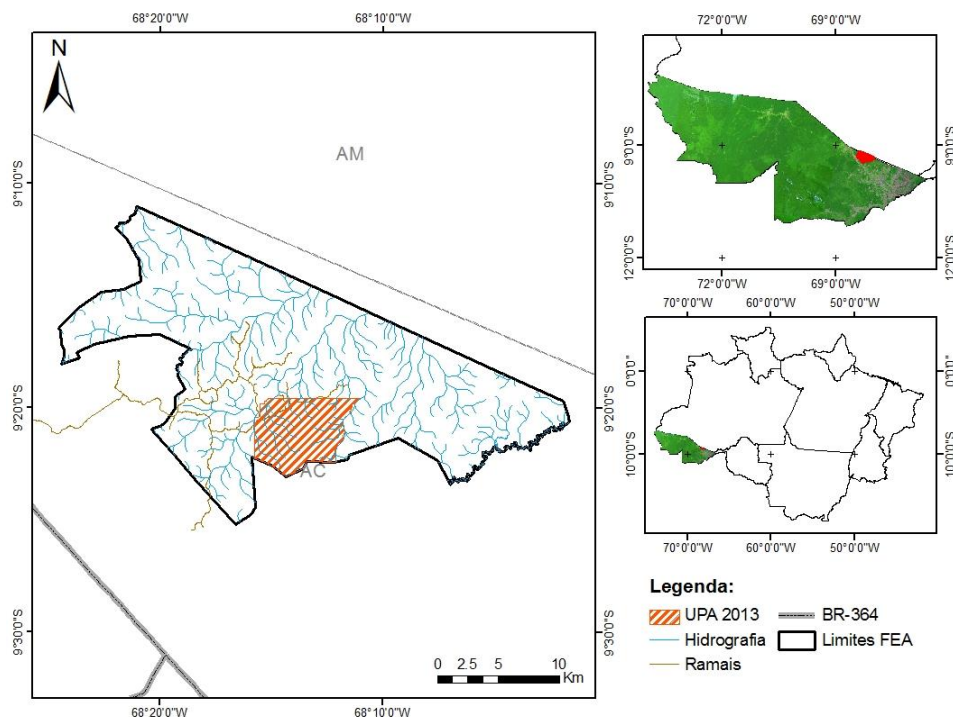 68°20'0"W 68°10'0"W
N
AM
9°10'0"S 9°10'0"S
9°20'0"S 9°20'0"S
AC
9°30'0"S 9°30'0"S
0 2.5 5 10
Km
68°20'0"W 68°10'0"W
72°0'0"W 69°0'0"W
9°0'0"S 9°0'0"S
12°0'0"S 12°0'0"S
72°0'0"W 69°0'0"W
70°0'0"W 60°0'0"W 50°0'0"W
0°0'0" 0°0'0"
10°0'0"S 10°0'0"S
70°0'0"W 60°0'0"W 50°0'0"W
Legenda:
UPA 2013 BR-364
Hidrografia Limites FEA
Ramais